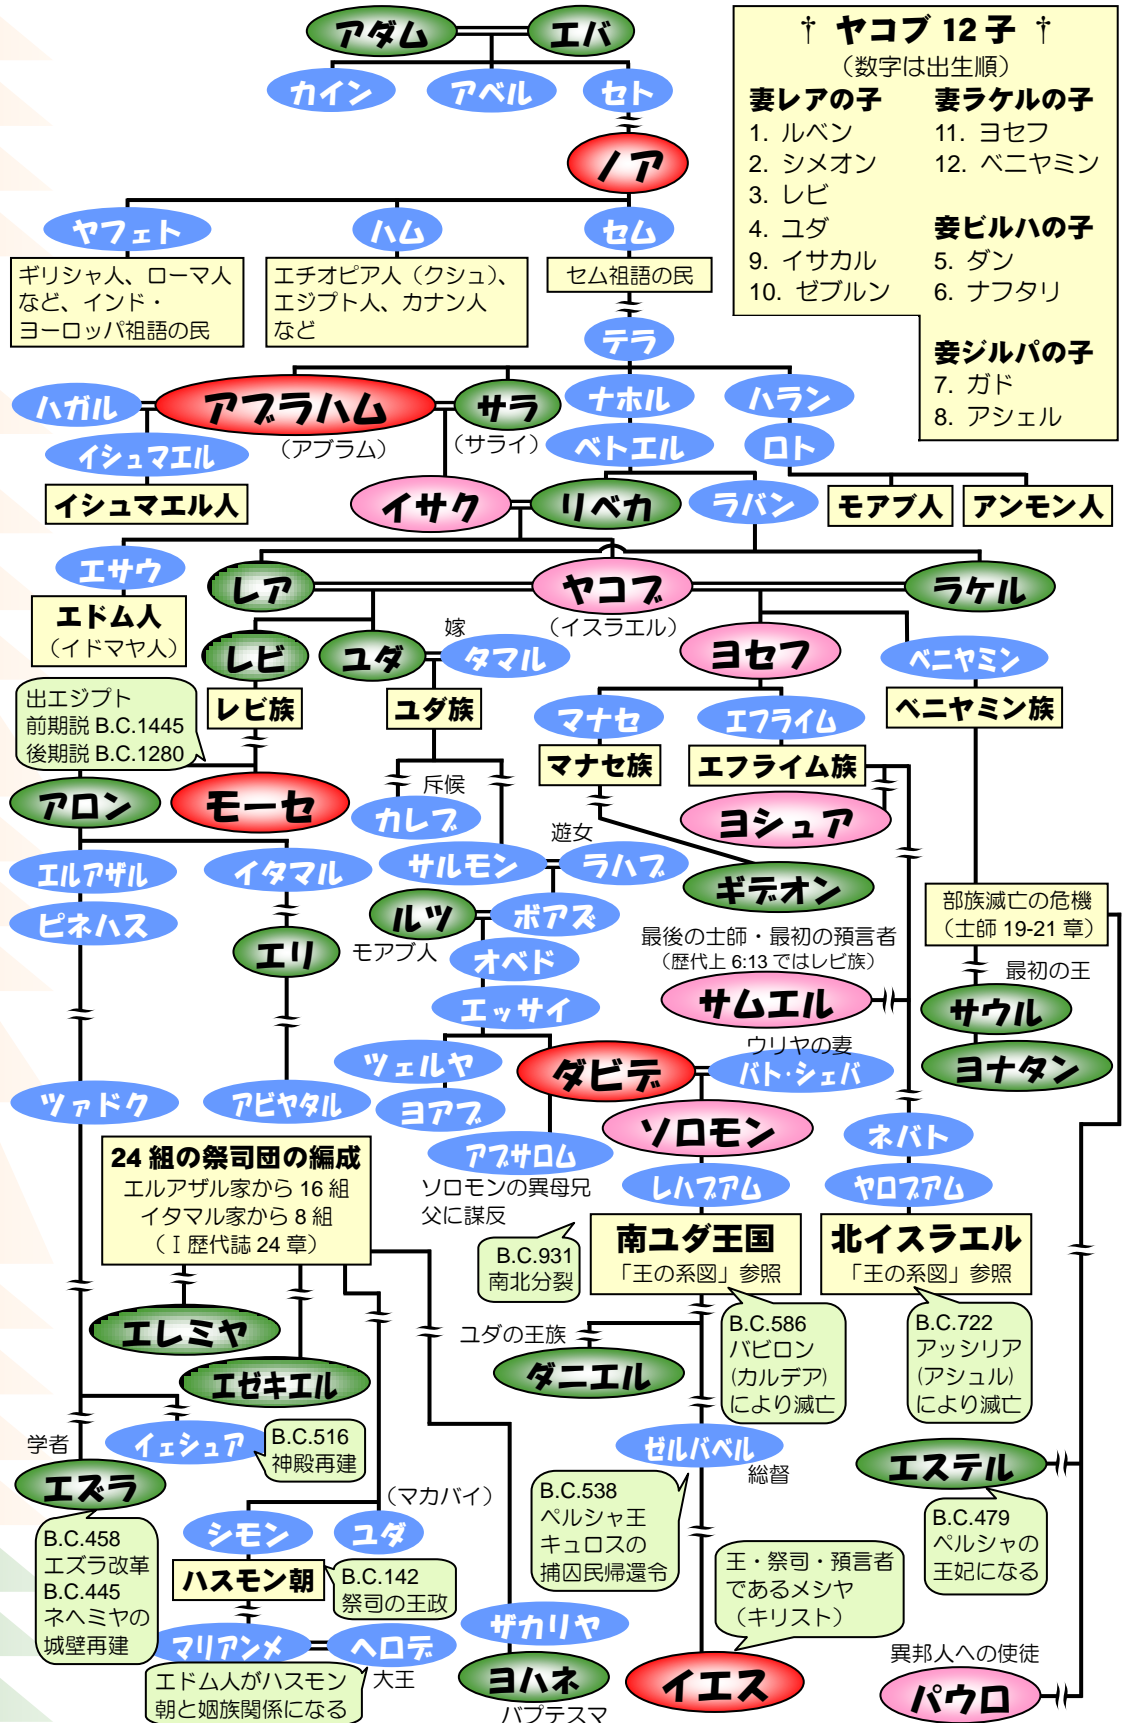 アダム
エバ
カイン
アベル
セト
ノア
† ヤコブ 12 子 †
（数字は出生順）
妻レアの子
1. ルベン
2. シメオン
3. レビ
4. ユダ
9. イサカル
10. ゼブルン
妻ラケルの子
11. ヨセフ
12. ベニヤミン
妾ビルハの子
5. ダン
6. ナフタリ
妾ジルパの子
7. ガド
8. アシェル
ヤフェト
ハム
セム
ギリシャ人、ローマ人
など、インド・
ヨーロッパ祖語の民
エチオピア人（クシュ）、
エジプト人、カナン人
など
セム祖語の民
テラ
ハガル
アブラハム
（アブラム）
サラ
（サライ）
ナホル
ハラン
イシュマエル
ベトエル
ロト
イシュマエル人
イサク
リベカ
ラバン
モアブ人
アンモン人
エサウ
レア
ヤコブ
（イスラエル）
ラケル
エドム人
（イドマヤ人）
レビ
ユダ
嫁
タマル
ヨセフ
ベニヤミン
出エジプト
前期説 B.C.1445
後期説 B.C.1280
レビ族
ユダ族
マナセ
エフライム
ベニヤミン族
マナセ族
エフライム族
アロン
モーセ
斥候
カレブ
ヨシュア
エルアザル
イタマル
サルモン
遊女
ラハブ
ギデオン
ピネハス
エリ
ルツ
モアブ人
ボアズ
オベド
エッサイ
部族滅亡の危機
（士師 19-21 章）
最後の士師・最初の預言者
（歴代上 6:13 ではレビ族）
サムエル
最初の王
サウル
ヨナタン
ツェルヤ
ヨアブ
ダビデ
ウリヤの妻
バト・シェバ
ツァドク
アビヤタル
ソロモン
ネバト
アブサロム
ソロモンの異母兄
父に謀反
レハブアム
ヤロブアム
24 組の祭司団の編成
エルアザル家から 16 組
イタマル家から 8 組
（Ⅰ歴代誌 24 章）
B.C.931
南北分裂
南ユダ王国
「王の系図」参照
北イスラエル
「王の系図」参照
エレミヤ
エゼキエル
ユダの王族
ダニエル
B.C.586
バビロン
(カルデア)
により滅亡
B.C.722
アッシリア
(アシュル)
により滅亡
イェシュア
B.C.516
神殿再建
学者
エズラ
ゼルバベル
総督
エステル
B.C.458
エズラ改革
B.C.445
ネヘミヤの
城壁再建
（マカバイ）
シモン
ユダ
ハスモン朝
B.C.142
祭司の王政
B.C.538
ペルシャ王
キュロスの
捕囚民帰還令
B.C.479
ペルシャの
王妃になる
王・祭司・預言者
であるメシヤ
（キリスト）
マリアンメ
ヘロデ
大王
エドム人がハスモン
朝と姻族関係になる
ザカリヤ
ヨハネ
バプテスマ
イエス
異邦人への使徒
パウロ